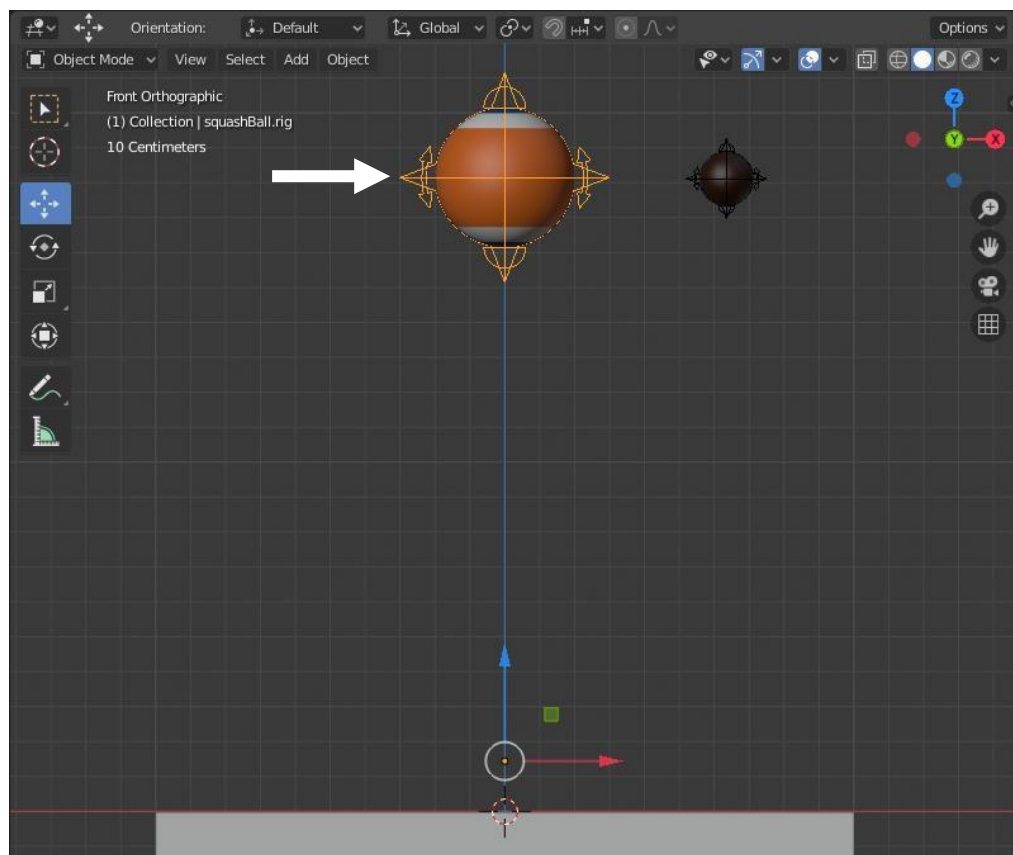 Orientation: Default Global Options
Object Mode View Select Add Object
Front Orthographic
(1) Collection | squashBall.rig
10 Centimeters
Z
Y X